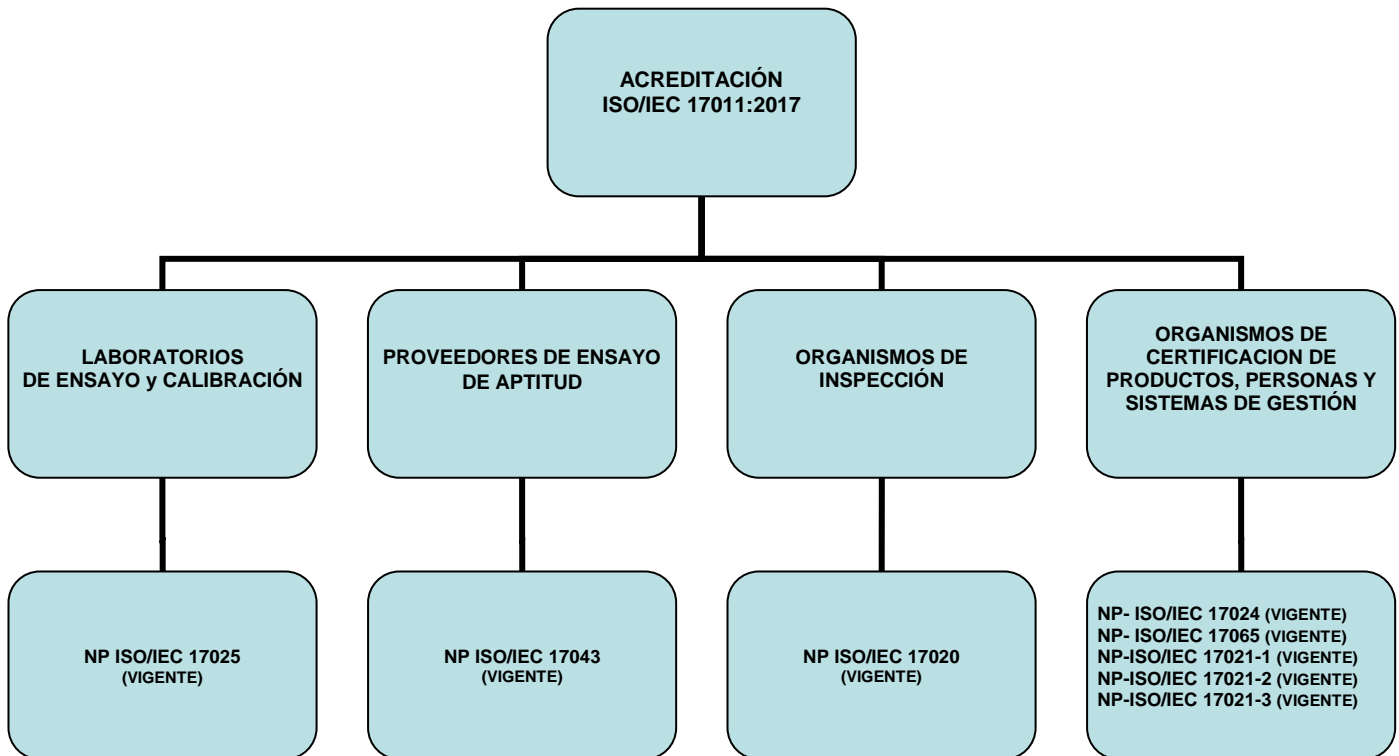 ACREDITACIÓN
ISO/IEC 17011:2017
LABORATORIOS
DE ENSAYO y CALIBRACIÓN
PROVEEDORES DE ENSAYO
DE APTITUD
ORGANISMOS DE
INSPECCIÓN
ORGANISMOS DE
CERTIFICACION DE
PRODUCTOS, PERSONAS Y
SISTEMAS DE GESTIÓN
NP ISO/IEC 17025
(VIGENTE)
NP ISO/IEC 17043
(VIGENTE)
NP ISO/IEC 17020
(VIGENTE)
NP- ISO/IEC 17024 (VIGENTE)
NP- ISO/IEC 17065 (VIGENTE)
NP-ISO/IEC 17021-1 (VIGENTE)
NP-ISO/IEC 17021-2 (VIGENTE)
NP-ISO/IEC 17021-3 (VIGENTE)